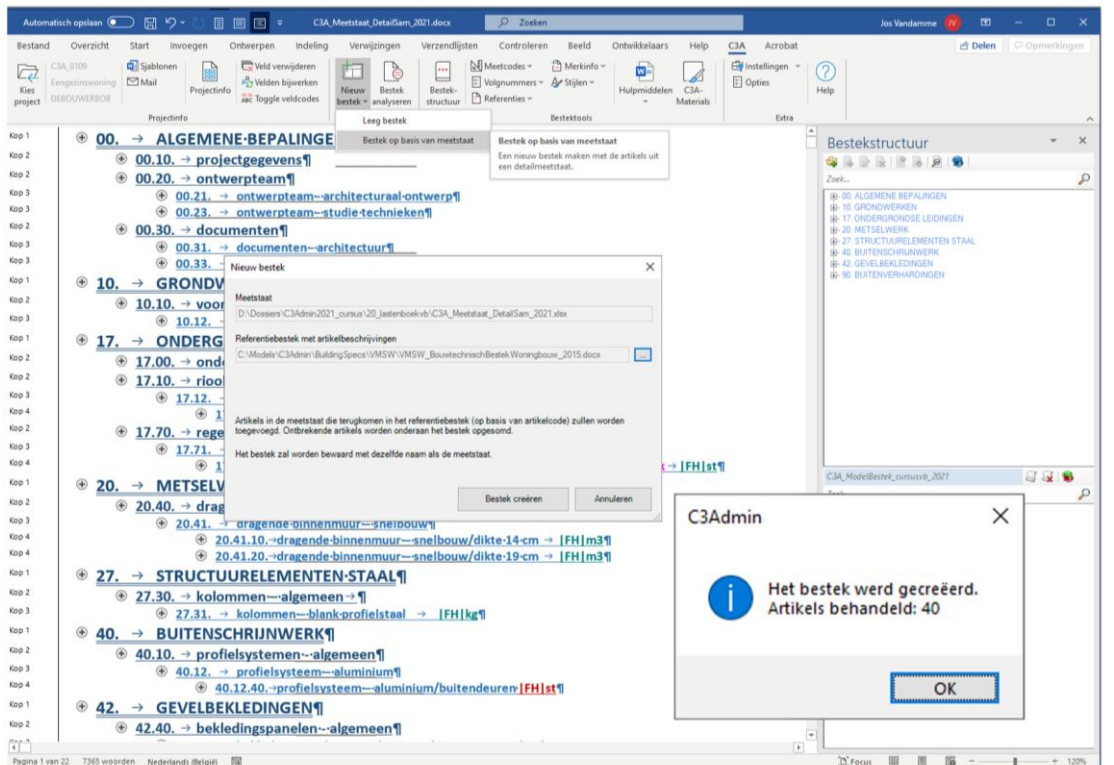 Automatisch opslaan
C3A_Meetstaat_DetailSam_2021.docx
Zoeken
Jos Vandamme
Bestand Overzicht Start Invoegen Ontwerpen Indeling Verwijzingen Verzendlijsten Controleren Beeld Ontwikkelaars Help C3A Acrobat
Delen Opmerkingen
Kies project
C3A_0109
Eengezinswoning
DEBOUWERBOB
Sjablonen
Mail
Projectinfo
Veld verwijderen
Velden bijwerken
Toggle veldcodes
Nieuw bestek
Bestek analyseren
Bestek-structuur
Meetcodes
Volgnummers
Referenties
Merkinfo
Stijlen
Hulpmiddelen
C3A-Materials
Instellingen
Opties
Help
Projectinfo
Bestektools
Extra
Leeg bestek
Bestek op basis van meetstaat
Bestek op basis van meetstaat
Een nieuw bestek maken met de artikels uit
een detailmeetstaat.
Kop 1 00. → ALGEMENE·BEPALINGE
Kop 2 00.10. → projectgegevens¶
Kop 2 00.20. → ontwerpteam¶
Kop 3 00.21. → ontwerpteam·–·architecturaal·ontwerp¶
Kop 3 00.23. → ontwerpteam·–·studie·technieken¶
Kop 2 00.30. → documenten¶
Kop 3 00.31. → documenten·–·architectuur¶
Kop 3 00.33. →
Kop 1 10. → GRONDW
Kop 2 10.10. → voor
Kop 3 10.12. →
Kop 1 17. → ONDERG
Kop 2 17.00. → onde
Kop 2 17.10. → riool
Kop 3 17.12. →
Kop 4 1
Kop 2 17.70. → rege
Kop 3 17.71. →
Kop 4 1
k → |FH|st¶
Kop 1 20. → METSELW
Kop 2 20.40. → drag
Kop 3 20.41. → dragende·binnenmuur·–·snelbouw¶
Kop 4 20.41.10.→dragende·binnenmuur·–·snelbouw/dikte·14·cm → |FH|m3¶
Kop 4 20.41.20.→dragende·binnenmuur·–·snelbouw/dikte·19·cm → |FH|m3¶
Kop 1 27. → STRUCTUURELEMENTEN·STAAL¶
Kop 2 27.30. → kolommen·–·algemeen→¶
Kop 3 27.31. → kolommen·–·blank·profielstaal → |FH|kg¶
Kop 1 40. → BUITENSCHRIJNWERK¶
Kop 2 40.10. → profielsystemen·-·algemeen¶
Kop 3 40.12. → profielsysteem·–·aluminium¶
Kop 4 40.12.40.→profielsysteem·–·aluminium/buitendeuren·|FH|st¶
Kop 1 42. → GEVELBEKLEDINGEN¶
Kop 2 42.40. → bekledingspanelen·-·algemeen¶
Nieuw bestek
Meetstaat
D:\Dossiers\C3Admin2021_cursus\20_lastenboek.vb\C3A_Meetstaat_DetailSam_2021.xlsx
Referentiebestek met artikelbeschrijvingen
C:\Models\C3Admin\BuildingSpecs\VMSW\VMSW_BouwtechnischBestek Woningbouw_2015.docx
...
Artikels in de meetstaat die terugkomen in het referentiebestek (op basis van artikelcode) zullen worden
toegevoegd. Ontbrekende artikels worden onderaan het bestek opgesomd.
Het bestek zal worden bewaard met dezelfde naam als de meetstaat.
Bestek creëren
Annuleren
Bestekstructuur
Zoek...
00. ALGEMENE BEPALINGEN
10. GRONDWERKEN
17. ONDERGRONDSE LEIDINGEN
20. METSELWERK
27. STRUCTUURELEMENTEN STAAL
40. BUITENSCHRIJNWERK
42. GEVELBEKLEDINGEN
90. BUITENVERHARDINGEN
C3A_ModelBestek_cursusvb_2021
C3Admin
Het bestek werd gecreëerd.
Artikels behandeld: 40
OK
Pagina 1 van 22 7365 woorden Nederlands (België)
Focus
120%